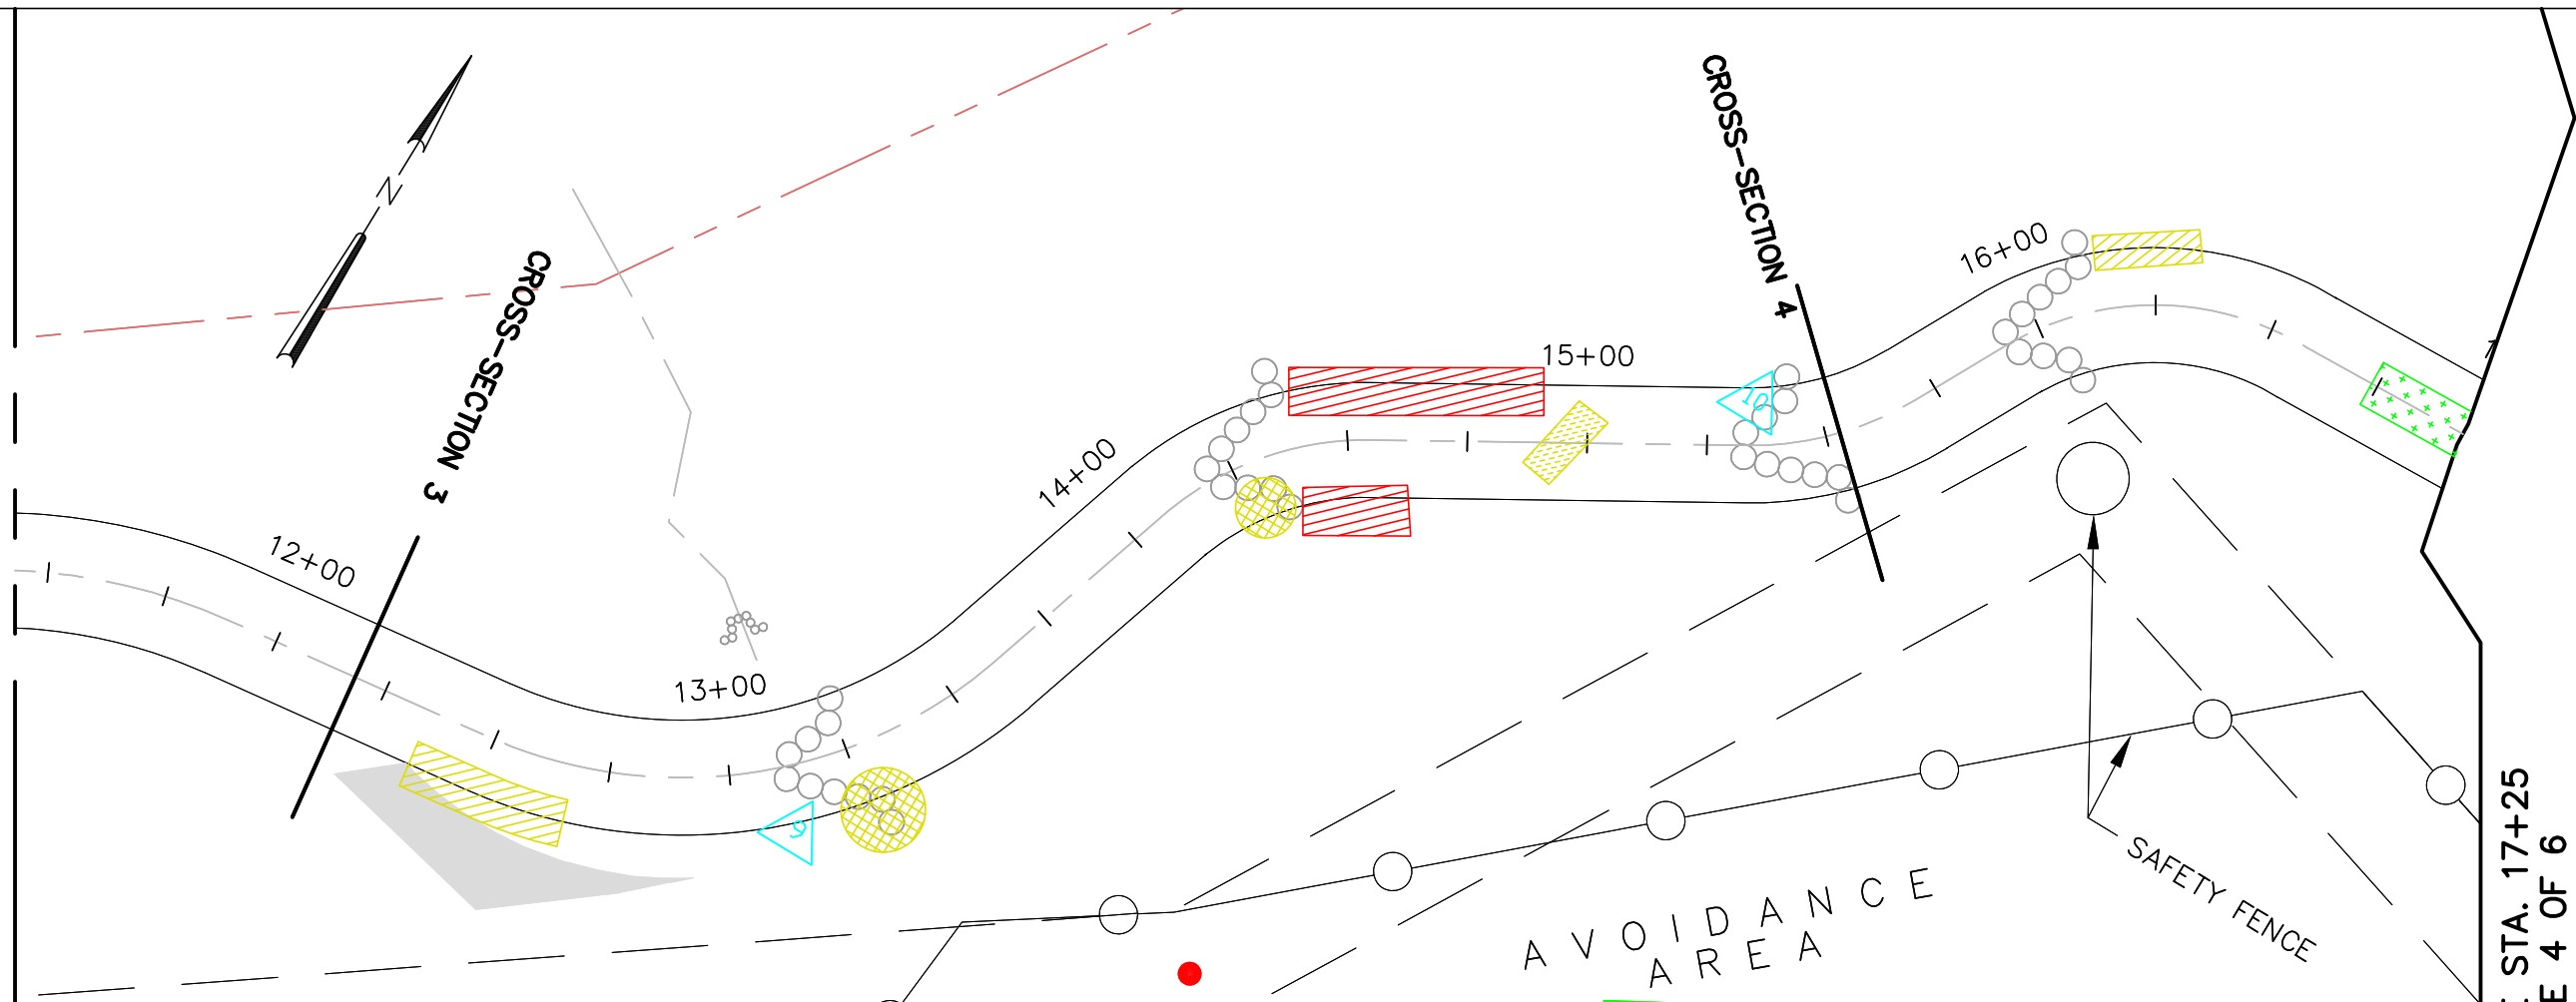 N
CROSS-SECTION 3
CROSS-SECTION 4
12+00
13+00
14+00
15+00
16+00
9
10
SAFETY FENCE
AVOIDANCE
AREA
STA. 17+25
4 OF 6